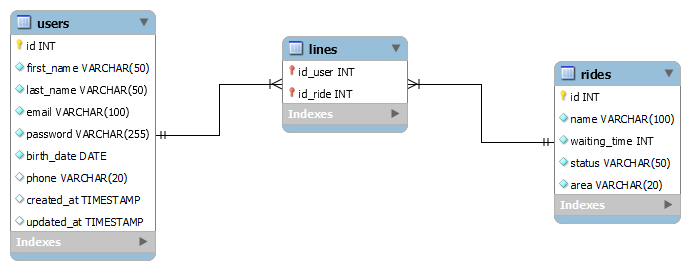 users
id INT
first_name VARCHAR(50)
last_name VARCHAR(50)
email VARCHAR(100)
password VARCHAR(255)
birth_date DATE
phone VARCHAR(20)
created_at TIMESTAMP
updated_at TIMESTAMP
Indexes
lines
id_user INT
id_ride INT
Indexes
rides
id INT
name VARCHAR(100)
waiting_time INT
status VARCHAR(50)
area VARCHAR(20)
Indexes